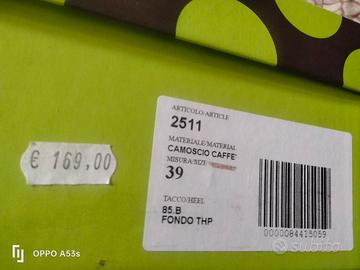 € 169,00
ARTICOLO/ARTICLE
2511
MATERIALE/MATERIAL
CAMOSCIO CAFFE'
MISURA/SIZE
39
TACCO/HEEL
85.B
FONDO THP
0000084415059
OPPO A53s
subito